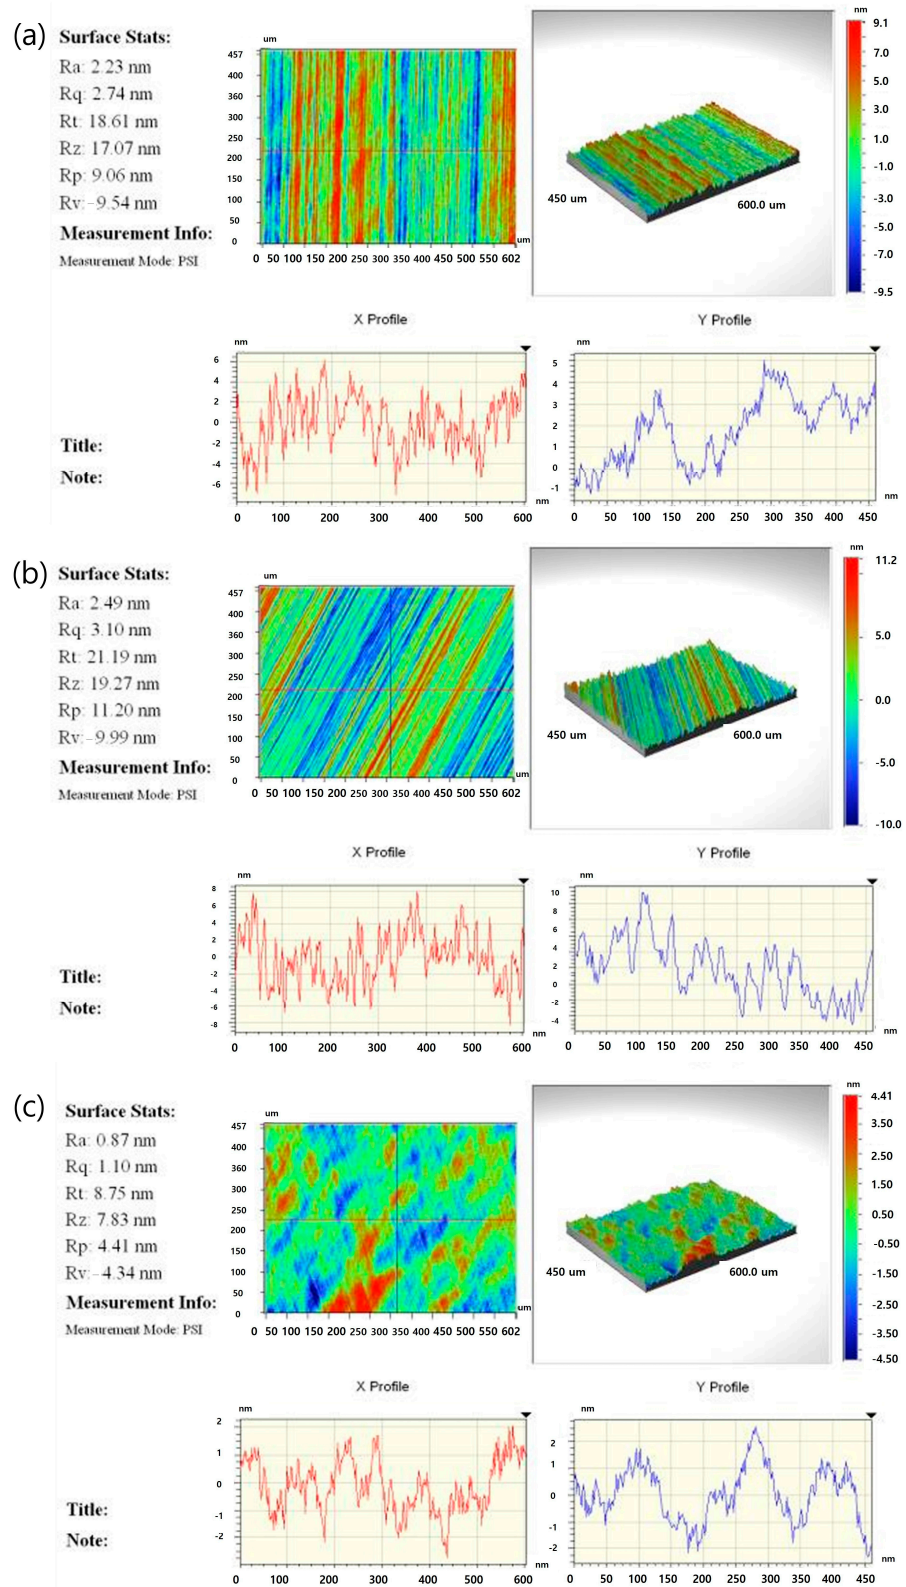 (a)
Surface Stats:
Ra: 2.23 nm
Rq: 2.74 nm
Rt: 18.61 nm
Rz: 17.07 nm
Rp: 9.06 nm
Rv:-9.54 nm
Measurement Info:
Measurement Mode: PSI
um
457
400
360
300
200
150
50
0
0 50 100 150 200 250 300 350 400 450 500 550 602
um
450 um
600.0 um
nm
9.1
7.0
5.0
3.0
1.0
-1.0
-3.0
-5.0
-7.0
-9.5
X Profile
nm
6
4
2
0
-2
-4
-6
0 100 200 300 400 500 600
nm
Y Profile
nm
5
4
3
2
1
0
-1
0 50 100 150 200 250 300 350 400 450
nm
Title:
Note:
(b)
Surface Stats:
Ra: 2.49 nm
Rq: 3.10 nm
Rt: 21.19 nm
Rz: 19.27 nm
Rp: 11.20 nm
Rv:-9.99 nm
Measurement Info:
Measurement Mode: PSI
um
457
400
360
300
250
200
150
100
50
0
0 50 100 150 200 250 300 350 400 450 500 550 602
um
450 um
600.0 um
nm
11.2
5.0
0.0
-5.0
-10.0
X Profile
nm
8
6
4
2
0
-2
-4
-6
-8
0 100 200 300 400 500 600
nm
Y Profile
nm
10
8
6
4
2
0
-2
-4
0 50 100 150 200 250 300 350 400 450
nm
Title:
Note:
(c)
Surface Stats:
Ra: 0.87 nm
Rq: 1.10 nm
Rt: 8.75 nm
Rz: 7.83 nm
Rp: 4.41 nm
Rv:-4.34 nm
Measurement Info:
Measurement Mode: PSI
um
457
400
360
300
250
200
150
100
50
0
0 50 100 150 200 250 300 350 400 450 500 550 602
um
450 um
600.0 um
nm
4.41
3.50
2.50
1.50
0.50
-0.50
-1.50
-2.50
-3.50
-4.50
X Profile
nm
2
1
0
-1
-2
0 100 200 300 400 500 600
nm
Y Profile
nm
2
1
0
-1
-2
0 50 100 150 200 250 300 350 400 450
nm
Title:
Note: